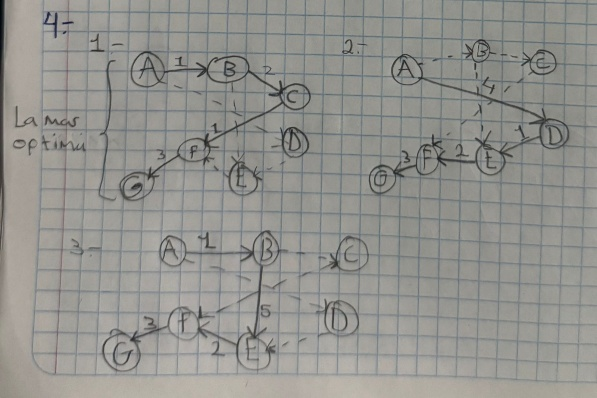 4.-
1.-
La mas
optima
A 1 B 2 C
1
F D
3
G E
2.-
A B C
4
1 D
3 F 2 E
G
3.-
A 1 B C
5
3 F D
G 2 E